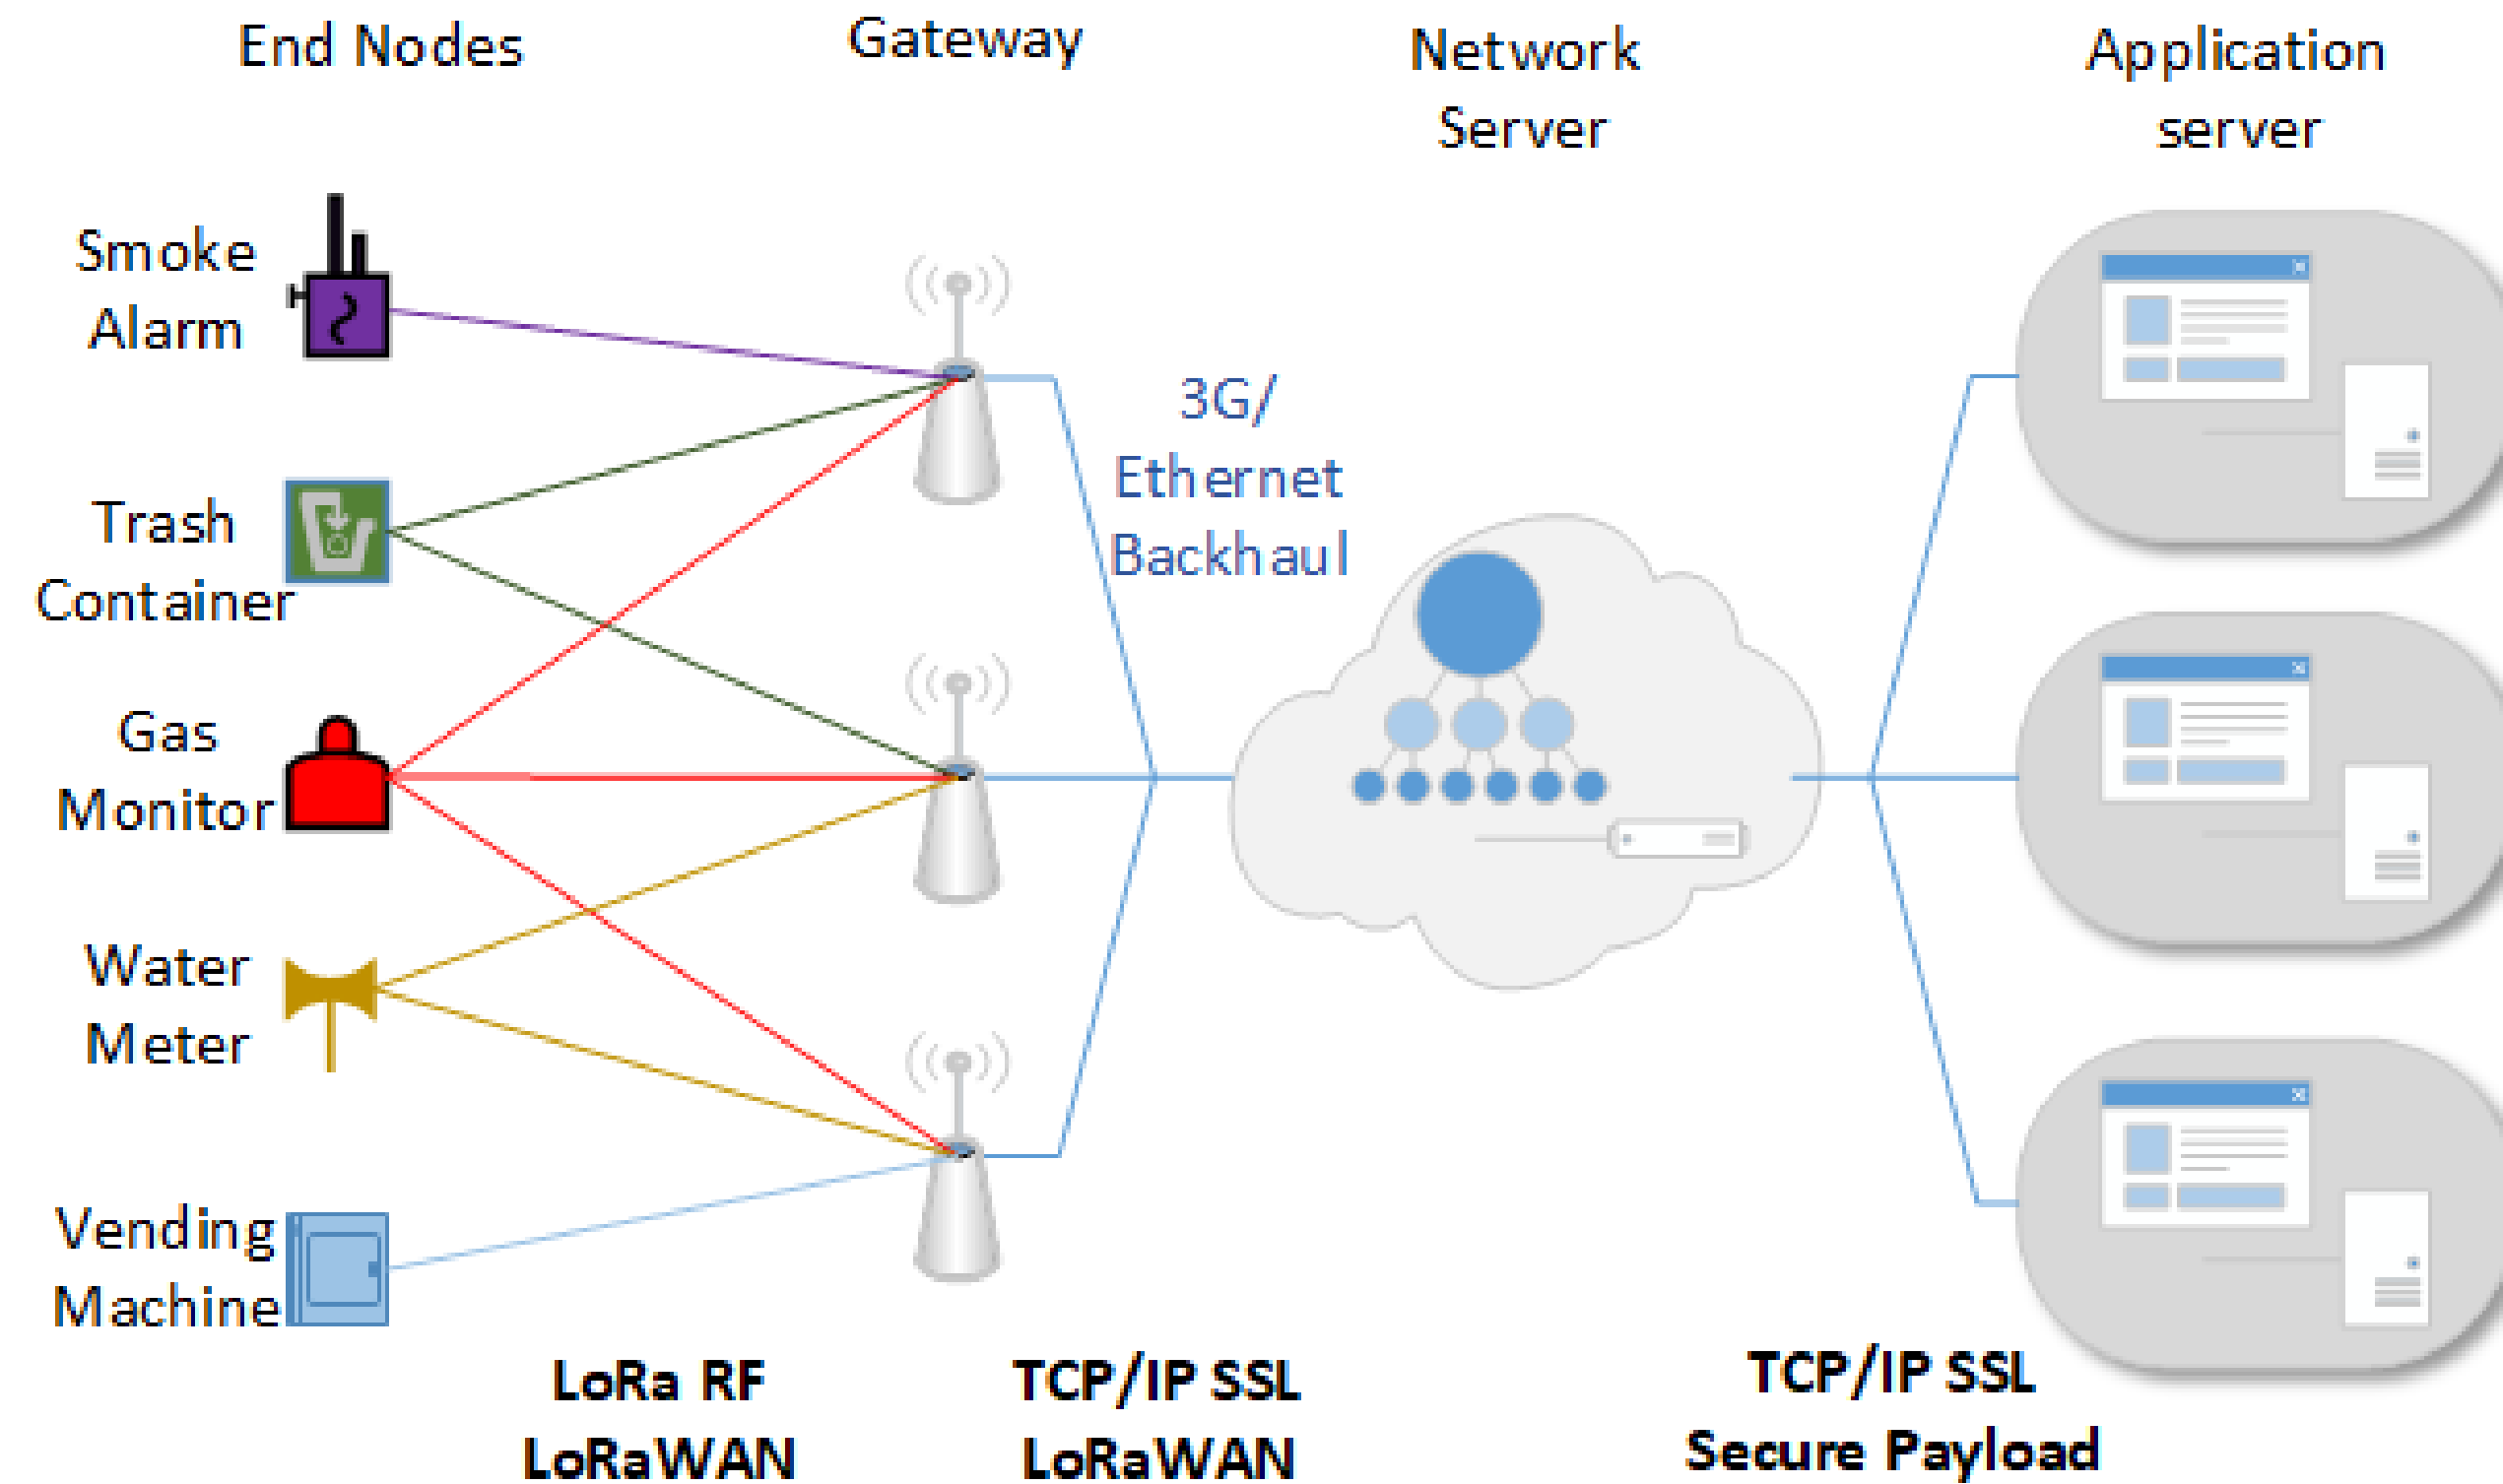 End Nodes
Gateway
Network
Server
Application
server
Smoke
Alarm
3G/
Ethernet
Backhaul
Trash
Container
Gas
Monitor
Water
Meter
Vending
Machine
LoRa RF
LoRaWAN
TCP/IP SSL
LoRaWAN
TCP/IP SSL
Secure Payload